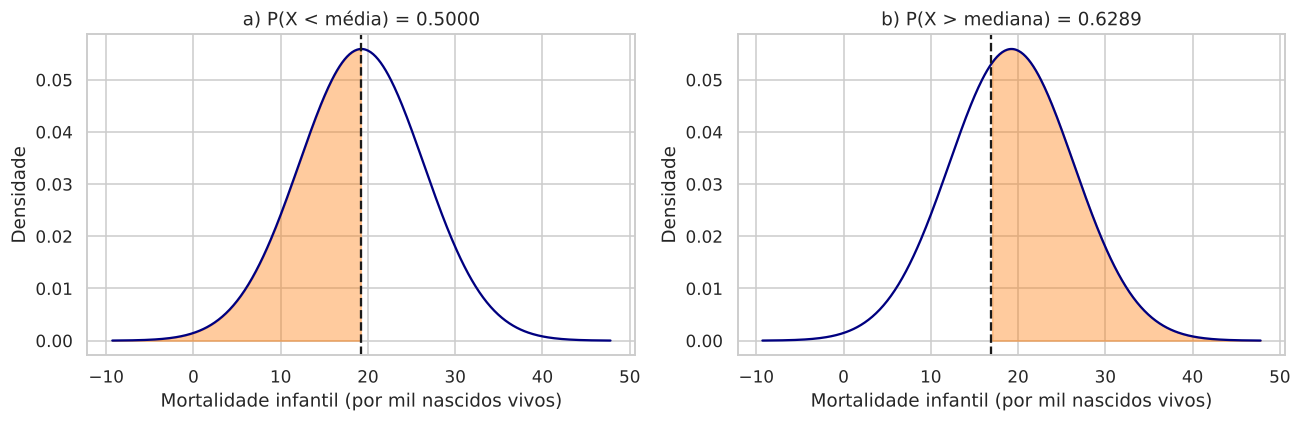 a) P(X < média) = 0.5000
Densidade
0.05
0.04
0.03
0.02
0.01
0.00
−10 0 10 20 30 40 50
Mortalidade infantil (por mil nascidos vivos)
b) P(X > mediana) = 0.6289
Densidade
0.05
0.04
0.03
0.02
0.01
0.00
−10 0 10 20 30 40 50
Mortalidade infantil (por mil nascidos vivos)